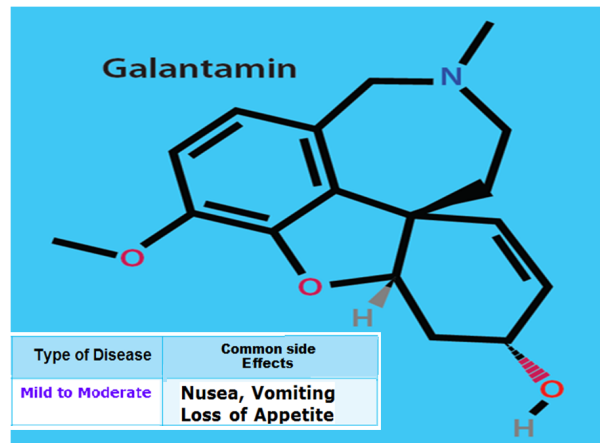 Galantamin
N
O
O
H
O
H
Type of Disease
Common side
Effects
Mild to Moderate
Nusea, Vomiting
Loss of Appetite